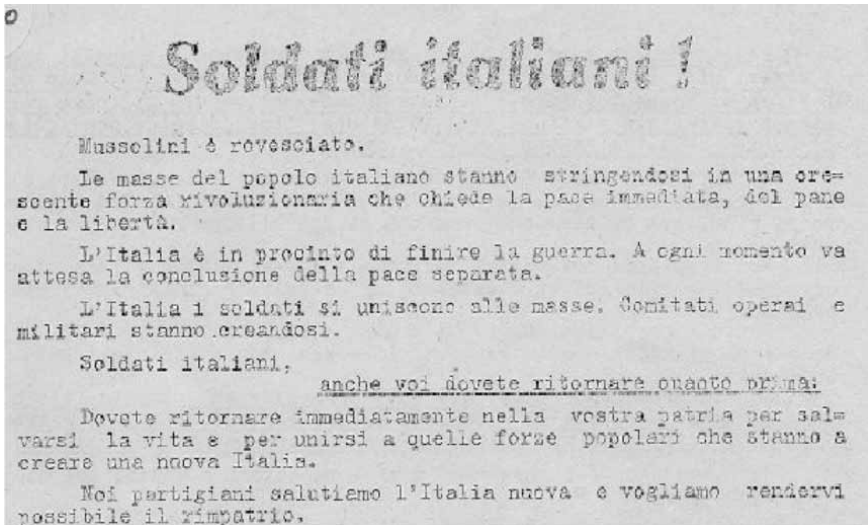 Soldati italiani!
Mussolini è rovesciato.
Le masse del popolo italiano stanno stringendosi in una cre=
scente forza rivoluzionaria che chiede la pace immediata, del pane
e la libertà.
L'Italia è in procinto di finire la guerra. A ogni momento va
attesa la conclusione della pace separata.
L'Italia i soldati si uniscono alle masse. Comitati operai e
militari stanno creandosi.
Soldati italiani,
anche voi dovete ritornare quanto prima:
Dovete ritornare immediatamente nella vostra patria per sal=
varsi la vita e per unirsi a quelle forze popolari che stanno a
creare una nuova Italia.
Noi partigiani salutiamo l'Italia nuova e vogliamo rendervi
possibile il rimpatrio.